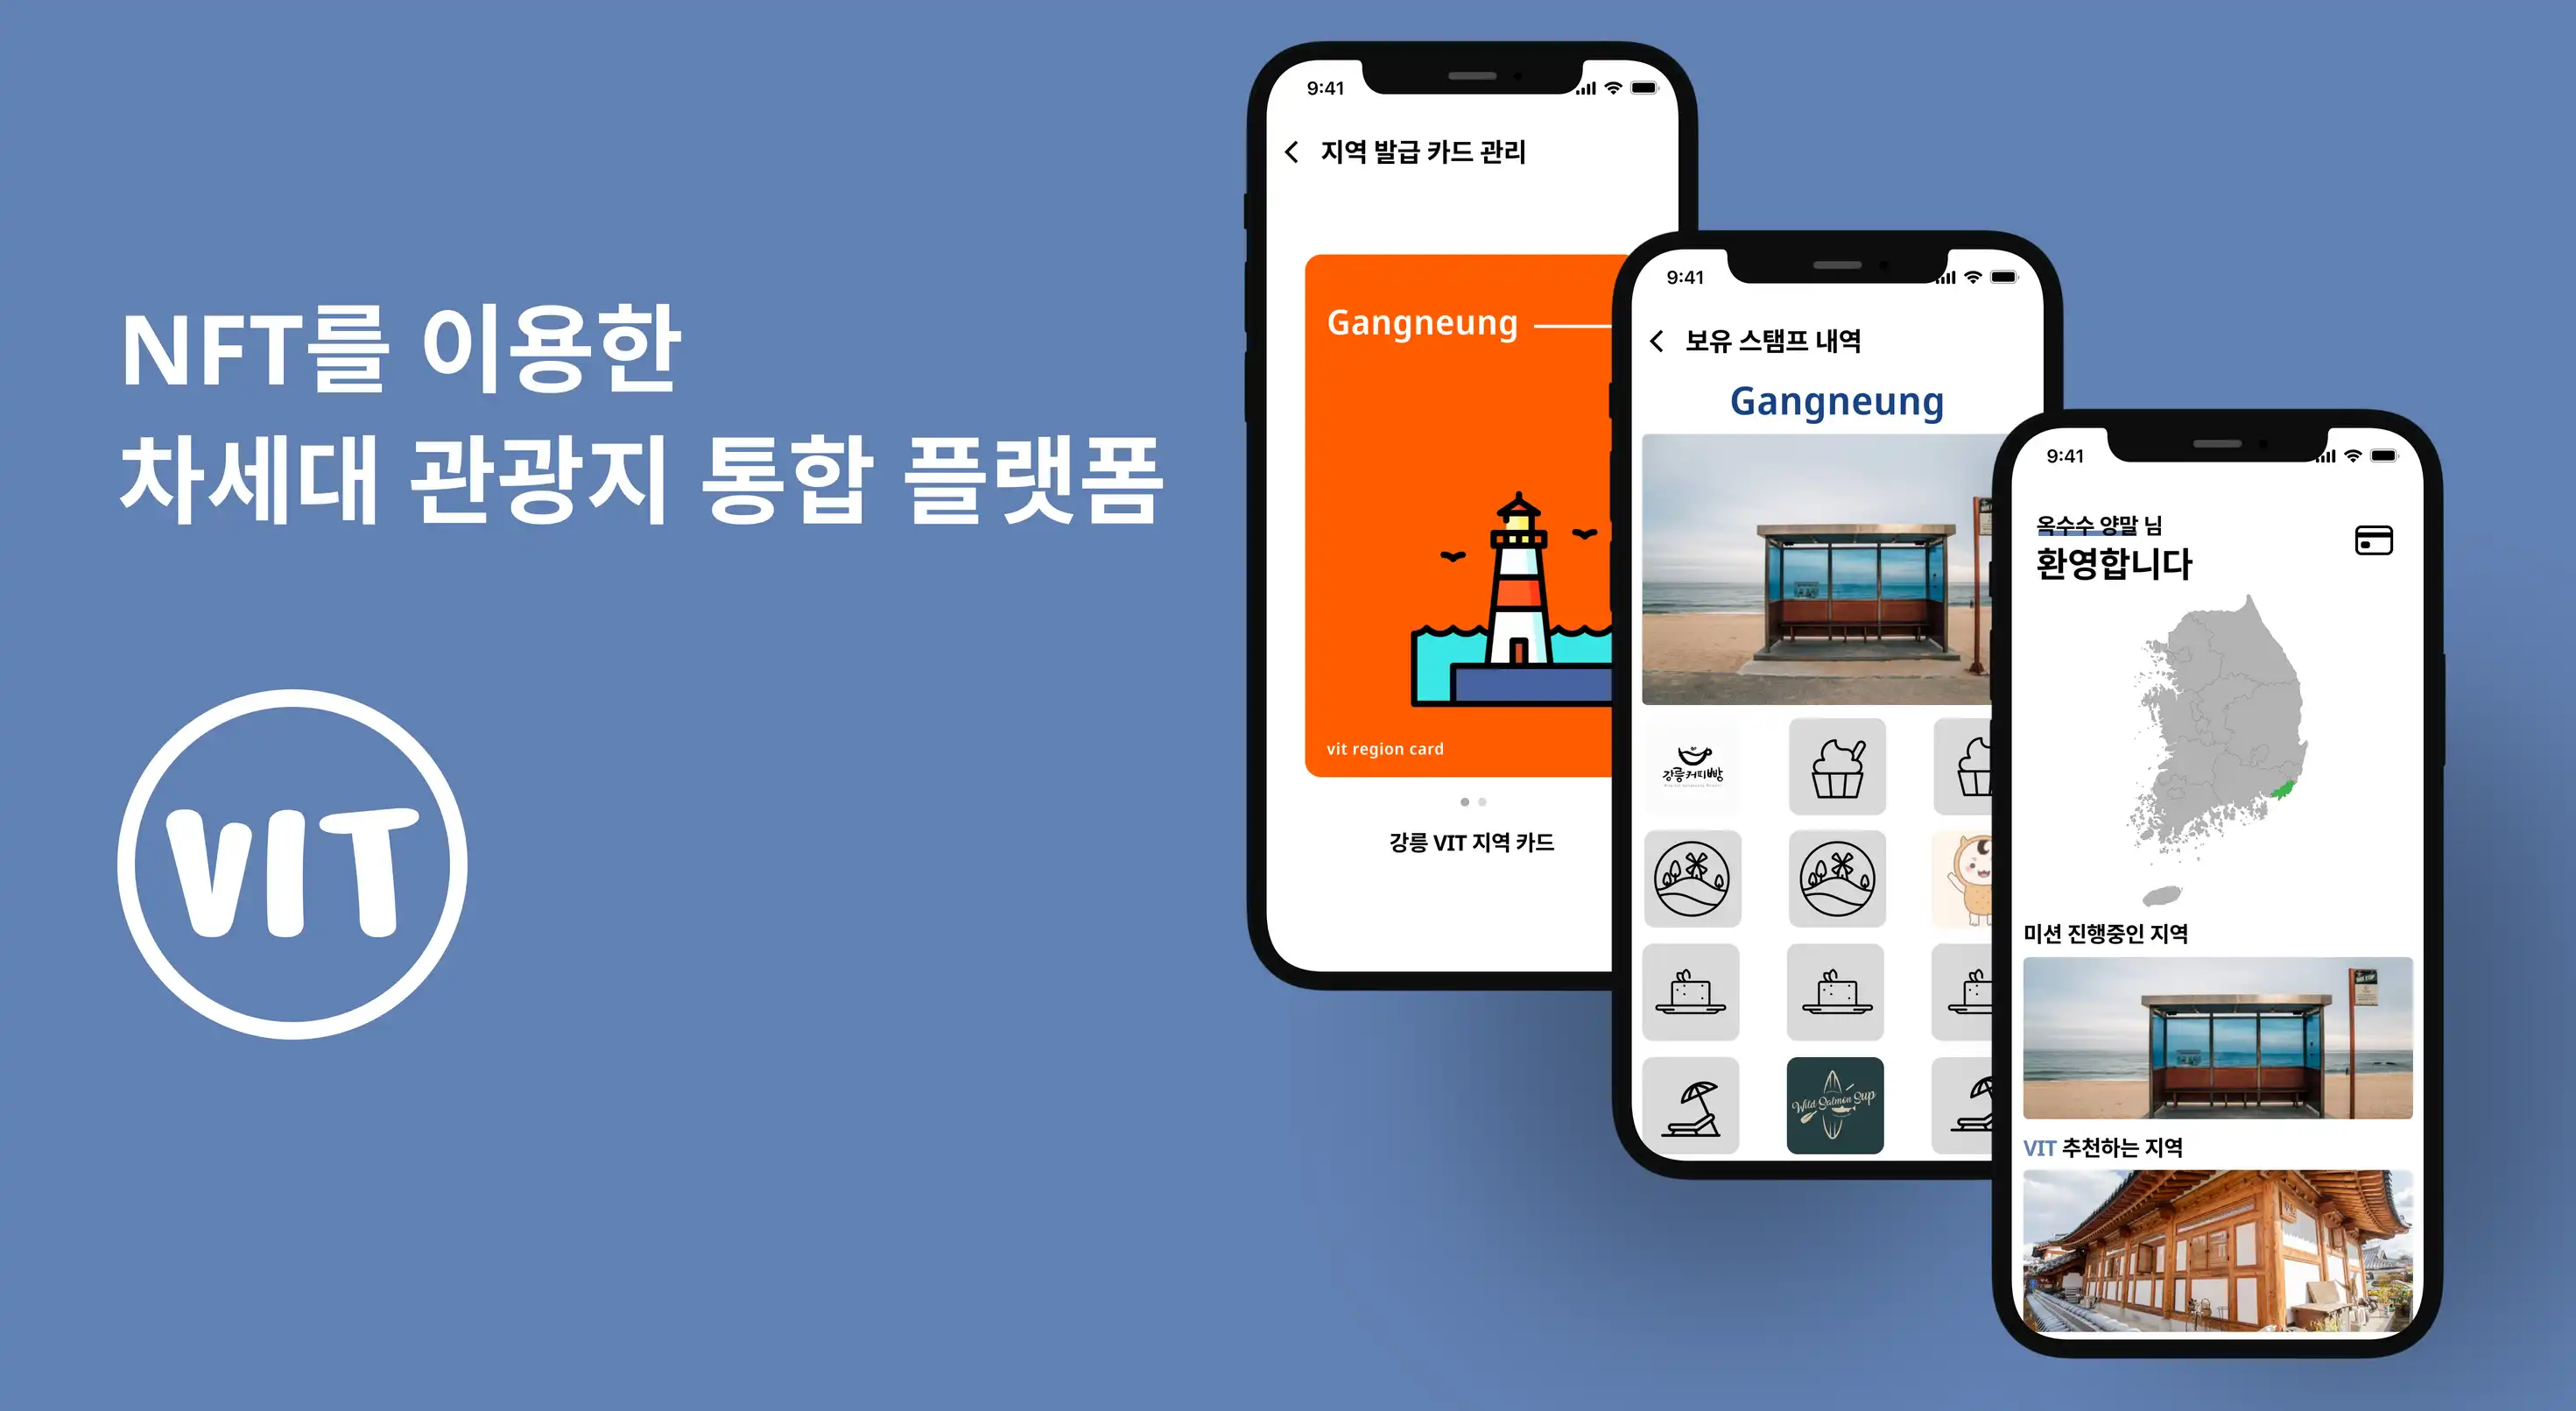 NFT를 이용한
차세대 관광지 통합 플랫폼
VIT
9:41
지역 발급 카드 관리
Gangneung
vit region card
강릉 VIT 지역 카드
9:41
보유 스탬프 내역
Gangneung
강릉커피빵
Wild Salmon Sup
9:41
옥수수 양말 님
환영합니다
미션 진행중인 지역
VIT 추천하는 지역